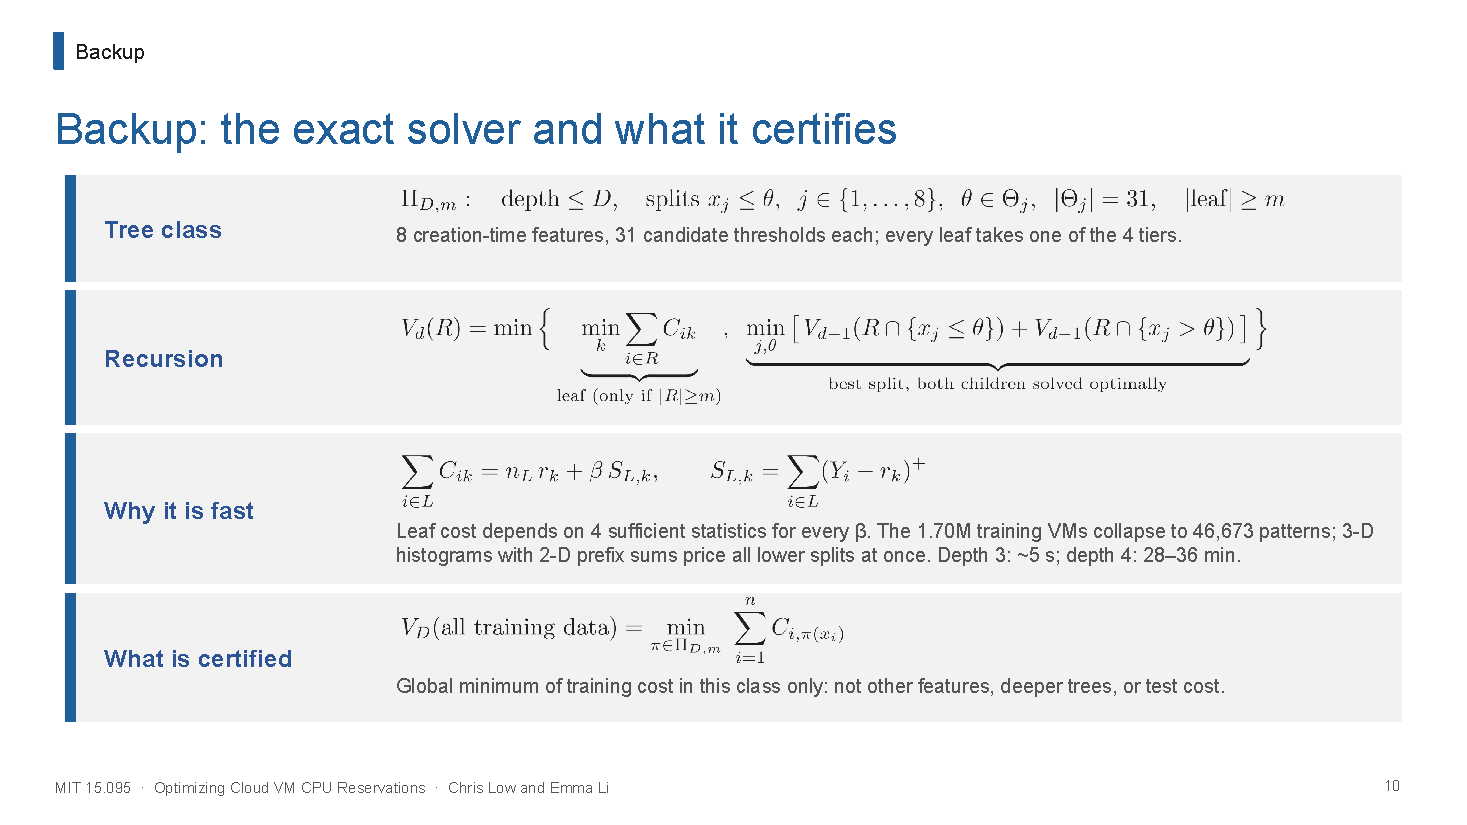 Backup
Backup: the exact solver and what it certifies
Tree class
Π_{D,m} : depth ≤ D, splits x_j ≤ θ, j ∈ {1, . . . , 8}, θ ∈ Θ_j, |Θ_j| = 31, |leaf| ≥ m
8 creation-time features, 31 candidate thresholds each; every leaf takes one of the 4 tiers.
Recursion
V_d(R) = min { min_k ∑_{i∈R} C_{ik} , min_{j,θ} [ V_{d−1}(R ∩ {x_j ≤ θ}) + V_{d−1}(R ∩ {x_j > θ}) ] }
leaf (only if |R|≥m)
best split, both children solved optimally
Why it is fast
∑_{i∈L} C_{ik} = n_L r_k + β S_{L,k}, S_{L,k} = ∑_{i∈L} (Y_i − r_k)^+
Leaf cost depends on 4 sufficient statistics for every β. The 1.70M training VMs collapse to 46,673 patterns; 3-D
histograms with 2-D prefix sums price all lower splits at once. Depth 3: ~5 s; depth 4: 28–36 min.
What is certified
V_D(all training data) = min_{π∈Π_{D,m}} ∑_{i=1}^{n} C_{i,π(x_i)}
Global minimum of training cost in this class only: not other features, deeper trees, or test cost.
MIT 15.095 · Optimizing Cloud VM CPU Reservations · Chris Low and Emma Li
10